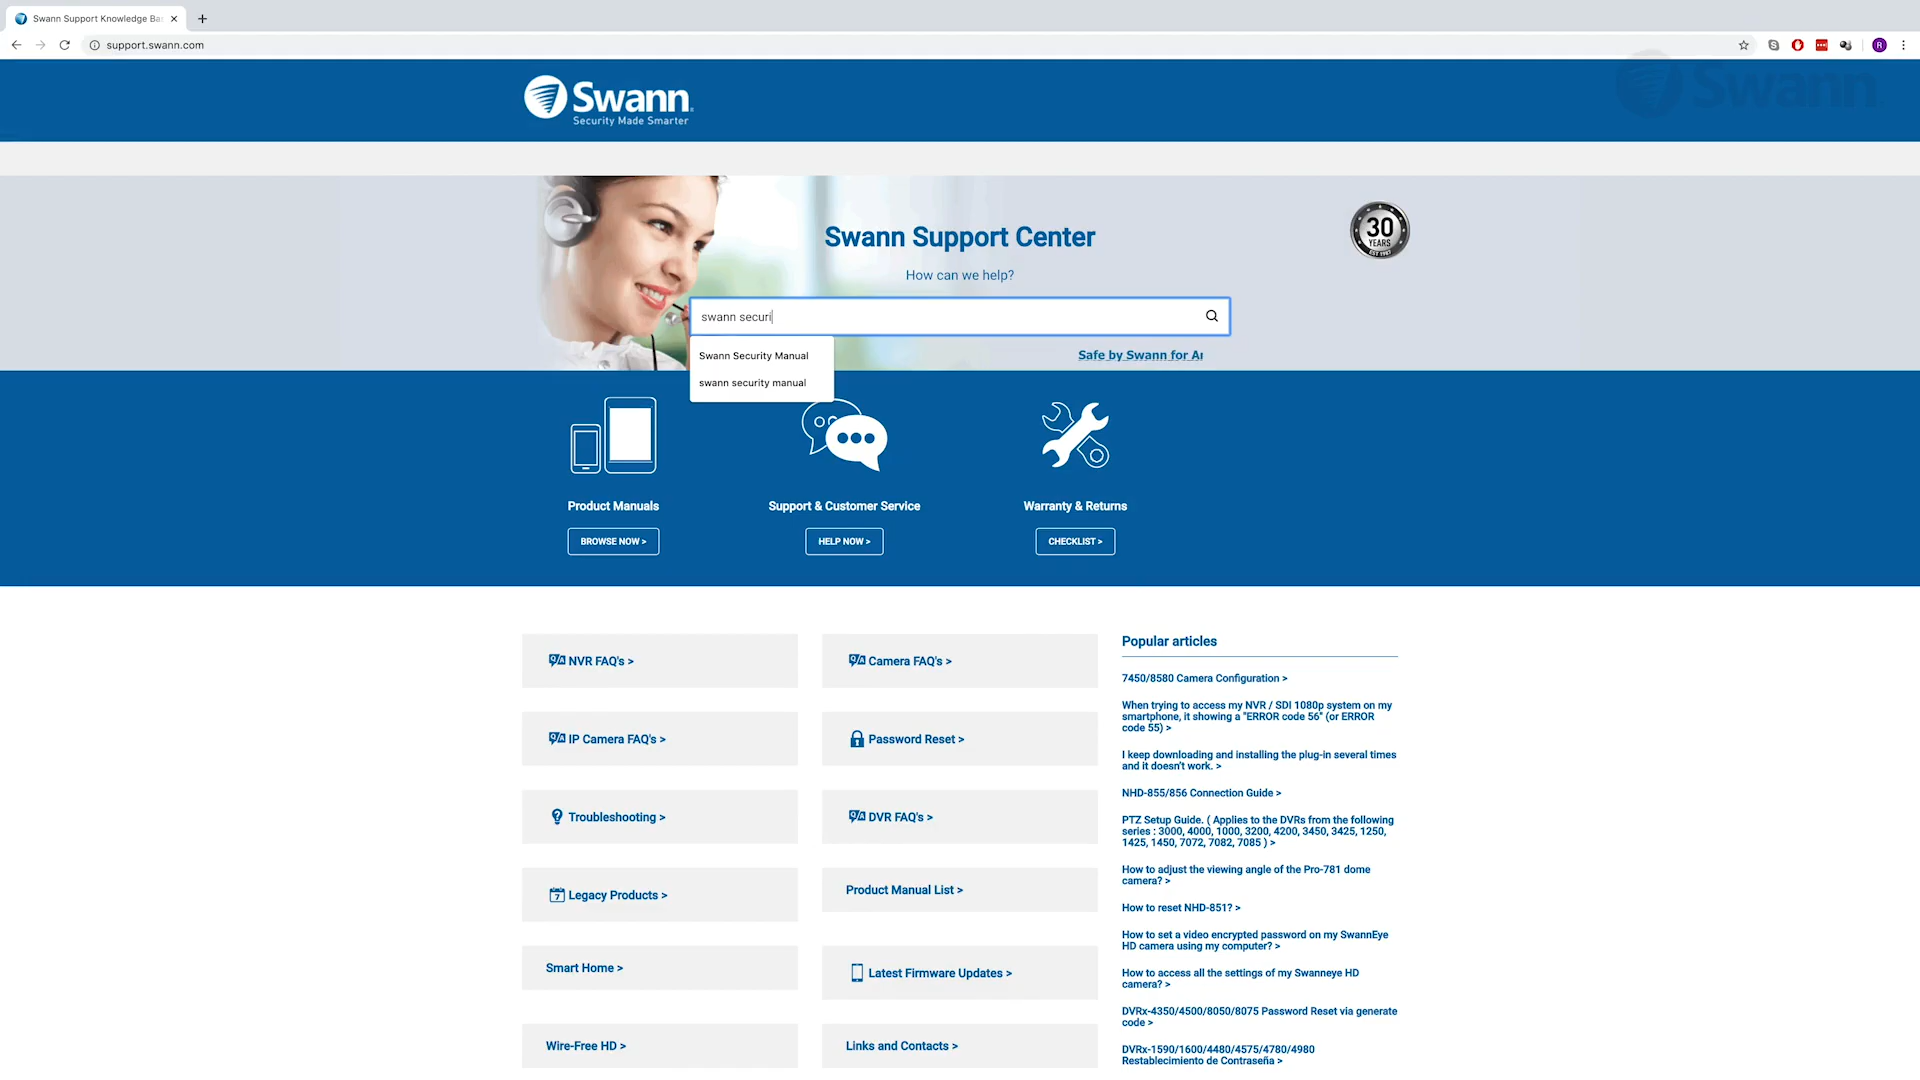 Swann Support Knowledge Ba
support.swann.com
R
Swann
Security Made Smarter
Swann
Swann Support Center
30
YEARS
EST 1987
How can we help?
swann securi
Swann Security Manual
swann security manual
Safe by Swann for A
Product Manuals
Support & Customer Service
Warranty & Returns
BROWSE NOW >
HELP NOW >
CHECKLIST >
NVR FAQ's >
Camera FAQ's >
IP Camera FAQ's >
Password Reset >
Troubleshooting >
DVR FAQ's >
7 Legacy Products >
Product Manual List >
Smart Home >
Latest Firmware Updates >
Wire-Free HD >
Links and Contacts >
Popular articles
7450/8580 Camera Configuration >
When trying to access my NVR / SDI 1080p system on my
smartphone, it showing a "ERROR code 56" (or ERROR
code 55) >
I keep downloading and installing the plug-in several times
and it doesn't work. >
NHD-855/856 Connection Guide >
PTZ Setup Guide. ( Applies to the DVRs from the following
series : 3000, 4000, 1000, 3200, 4200, 3450, 3425, 1250,
1425, 1450, 7072, 7082, 7085 ) >
How to adjust the viewing angle of the Pro-781 dome
camera? >
How to reset NHD-851? >
How to set a video encrypted password on my SwannEye
HD camera using my computer? >
How to access all the settings of my Swanneye HD
camera? >
DVRx-4350/4500/8050/8075 Password Reset via generate
code >
DVRx-1590/1600/4480/4575/4780/4980
Restablecimiento de Contraseña >